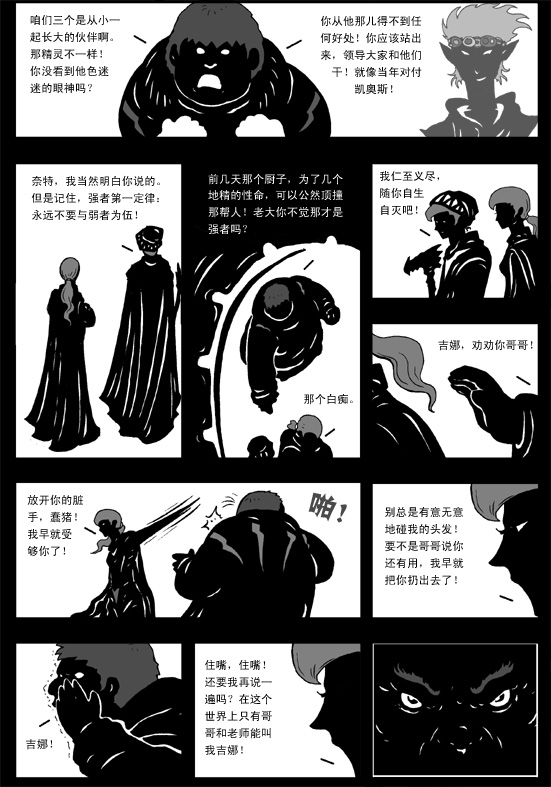 咱们三个是从小一
起长大的伙伴啊。
那精灵不一样！
你没看到他色迷
迷的眼神吗？
你从他那儿得不到任
何好处！你应该站出
来，领导大家和他们
干！就像当年对付
凯奥斯！
奈特，我当然明白你说的。
但是记住，强者第一定律：
永远不要与弱者为伍！
前几天那个厨子，为了几个
地精的性命，可以公然顶撞
那帮人！老大你不觉那才是
强者吗？
那个白痴。
我仁至义尽，
随你自生
自灭吧！
吉娜，劝劝你哥哥！
放开你的脏
手，蠢猪！
我早就受
够你了！
啪！
别总是有意无意
地碰我的头发！
要不是哥哥说你
还有用，我早就
把你扔出去了！
吉娜！
住嘴，住嘴！
还要我再说一
遍吗？在这个
世界上只有哥
哥和老师能叫
我吉娜！